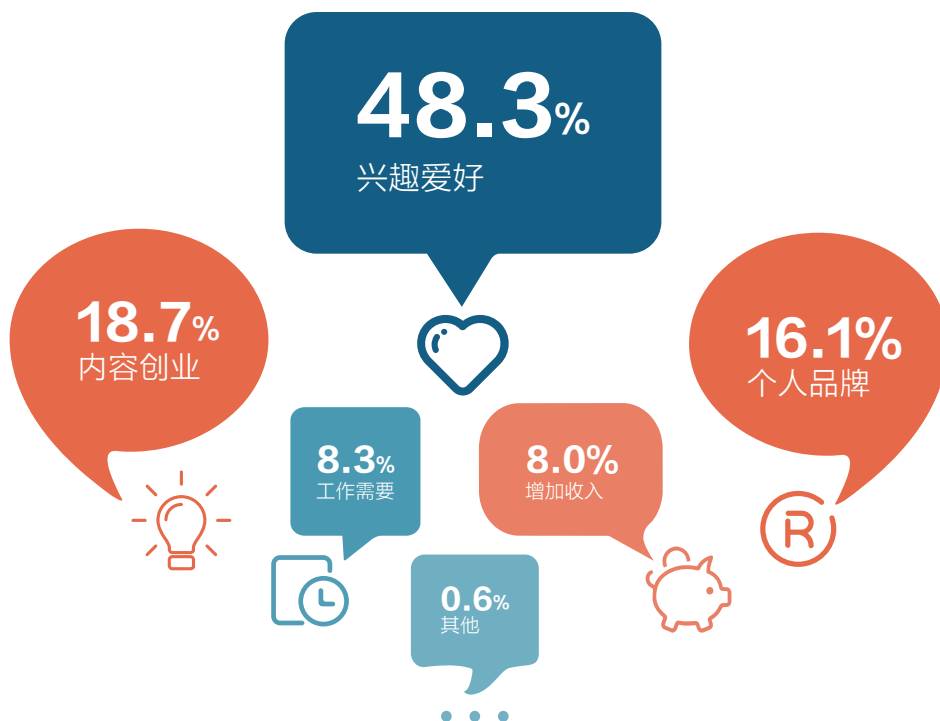 48.3%
兴趣爱好
18.7%
内容创业
16.1%
个人品牌
8.3%
工作需要
8.0%
增加收入
0.6%
其他
R